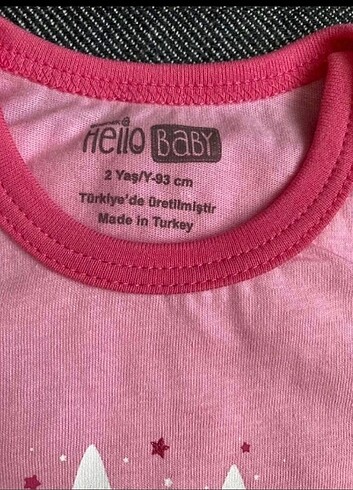 Hello BABY
2 Yaş/Y-93 cm
Türkiye'de üretilmiştir
Made in Turkey